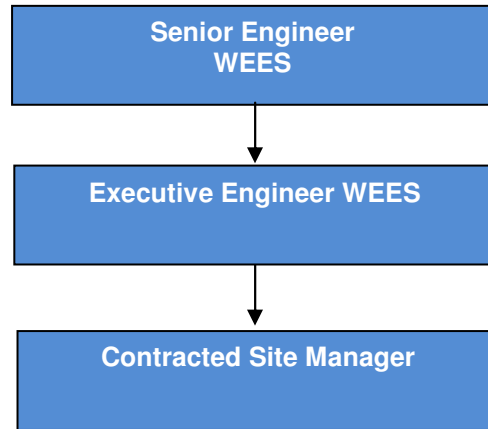 Senior Engineer
WEES
Executive Engineer WEES
Contracted Site Manager